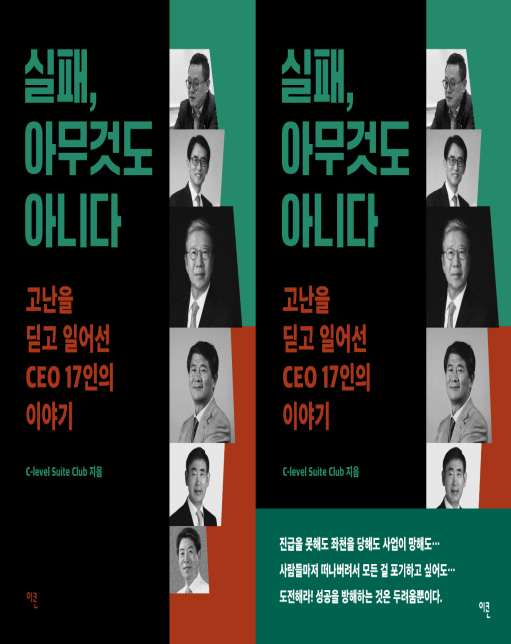 실패,
아무것도
아니다
고난을
딛고 일어선
CEO 17인의
이야기
C-level Suite Club 지음
이콘
실패,
아무것도
아니다
고난을
딛고 일어선
CEO 17인의
이야기
C-level Suite Club 지음
진급을 못해도 좌천을 당해도 사업이 망해도…
사람들마저 떠나버려서 모든 걸 포기하고 싶어도…
도전해라! 성공을 방해하는 것은 두려움뿐이다.
이콘